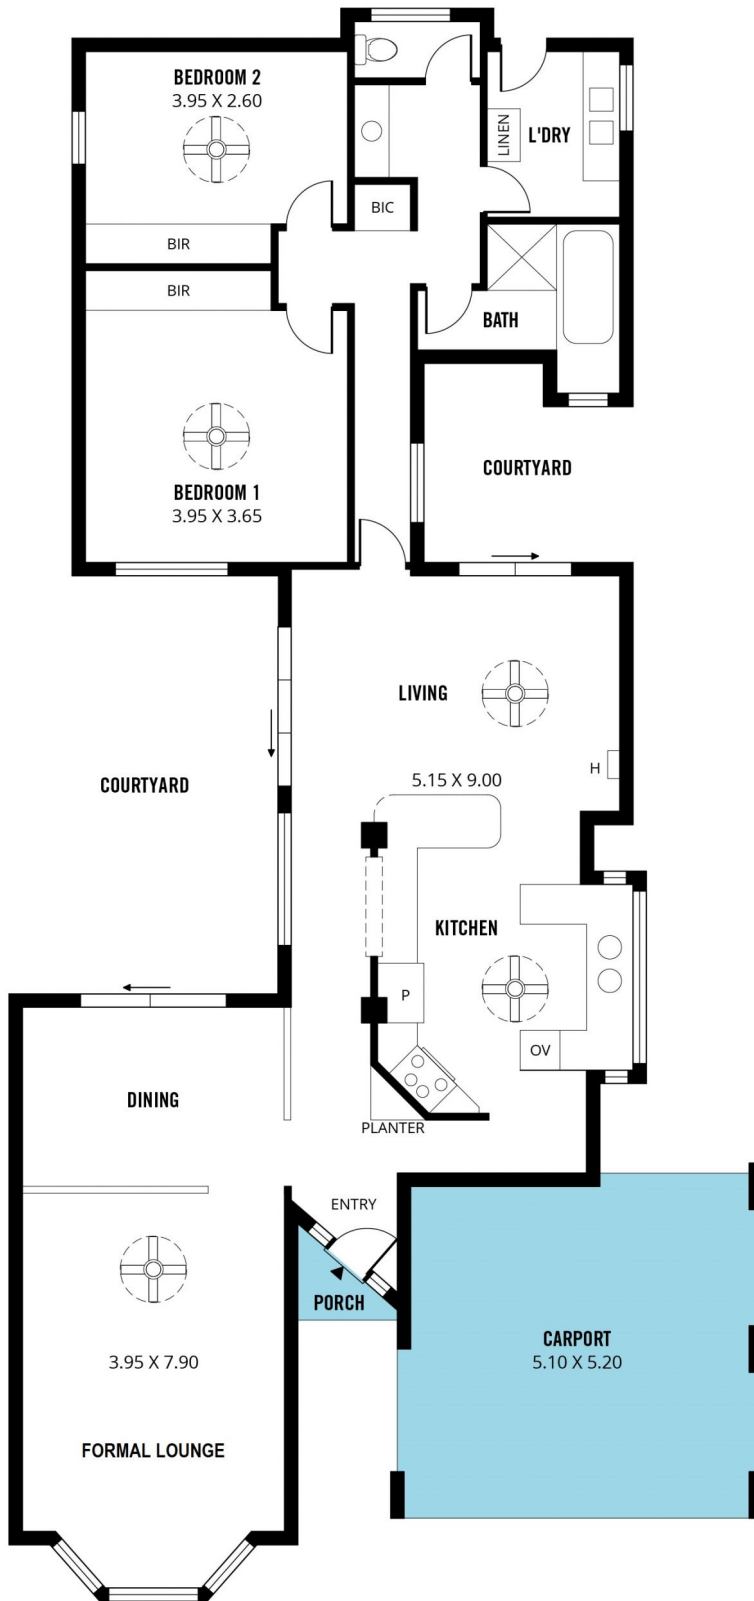 BEDROOM 2
3.95 X 2.60
LINEN
L'DRY
BIC
BIR
BIR
BATH
BEDROOM 1
3.95 X 3.65
COURTYARD
LIVING
H
5.15 X 9.00
COURTYARD
KITCHEN
P
OV
DINING
PLANTER
ENTRY
PORCH
CARPORT
5.10 X 5.20
3.95 X 7.90
FORMAL LOUNGE